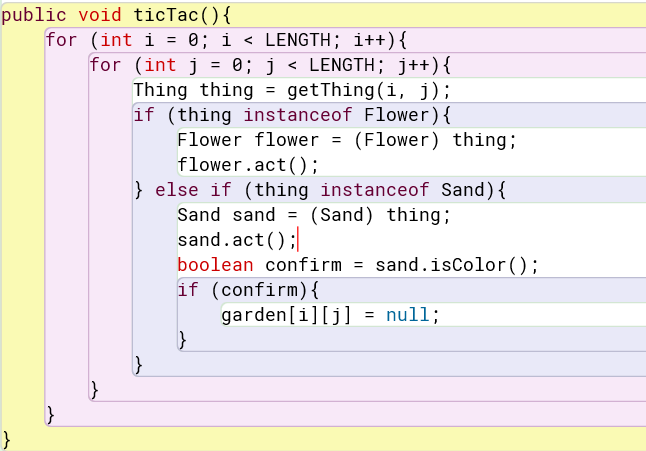 public void ticTac(){
for (int i = 0; i < LENGTH; i++){
for (int j = 0; j < LENGTH; j++){
Thing thing = getThing(i, j);
if (thing instanceof Flower){
Flower flower = (Flower) thing;
flower.act();
} else if (thing instanceof Sand){
Sand sand = (Sand) thing;
sand.act();
boolean confirm = sand.isColor();
if (confirm){
garden[i][j] = null;
}
}
}
}
}